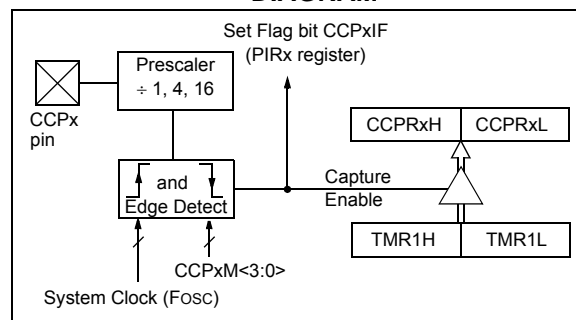 DIAGRAM
Set Flag bit CCPxIF
(PIRx register)
Prescaler
÷ 1, 4, 16
CCPx
pin
CCPRxH
CCPRxL
and
Edge Detect
Capture
Enable
TMR1H
TMR1L
CCPxM<3:0>
System Clock (FOSC)